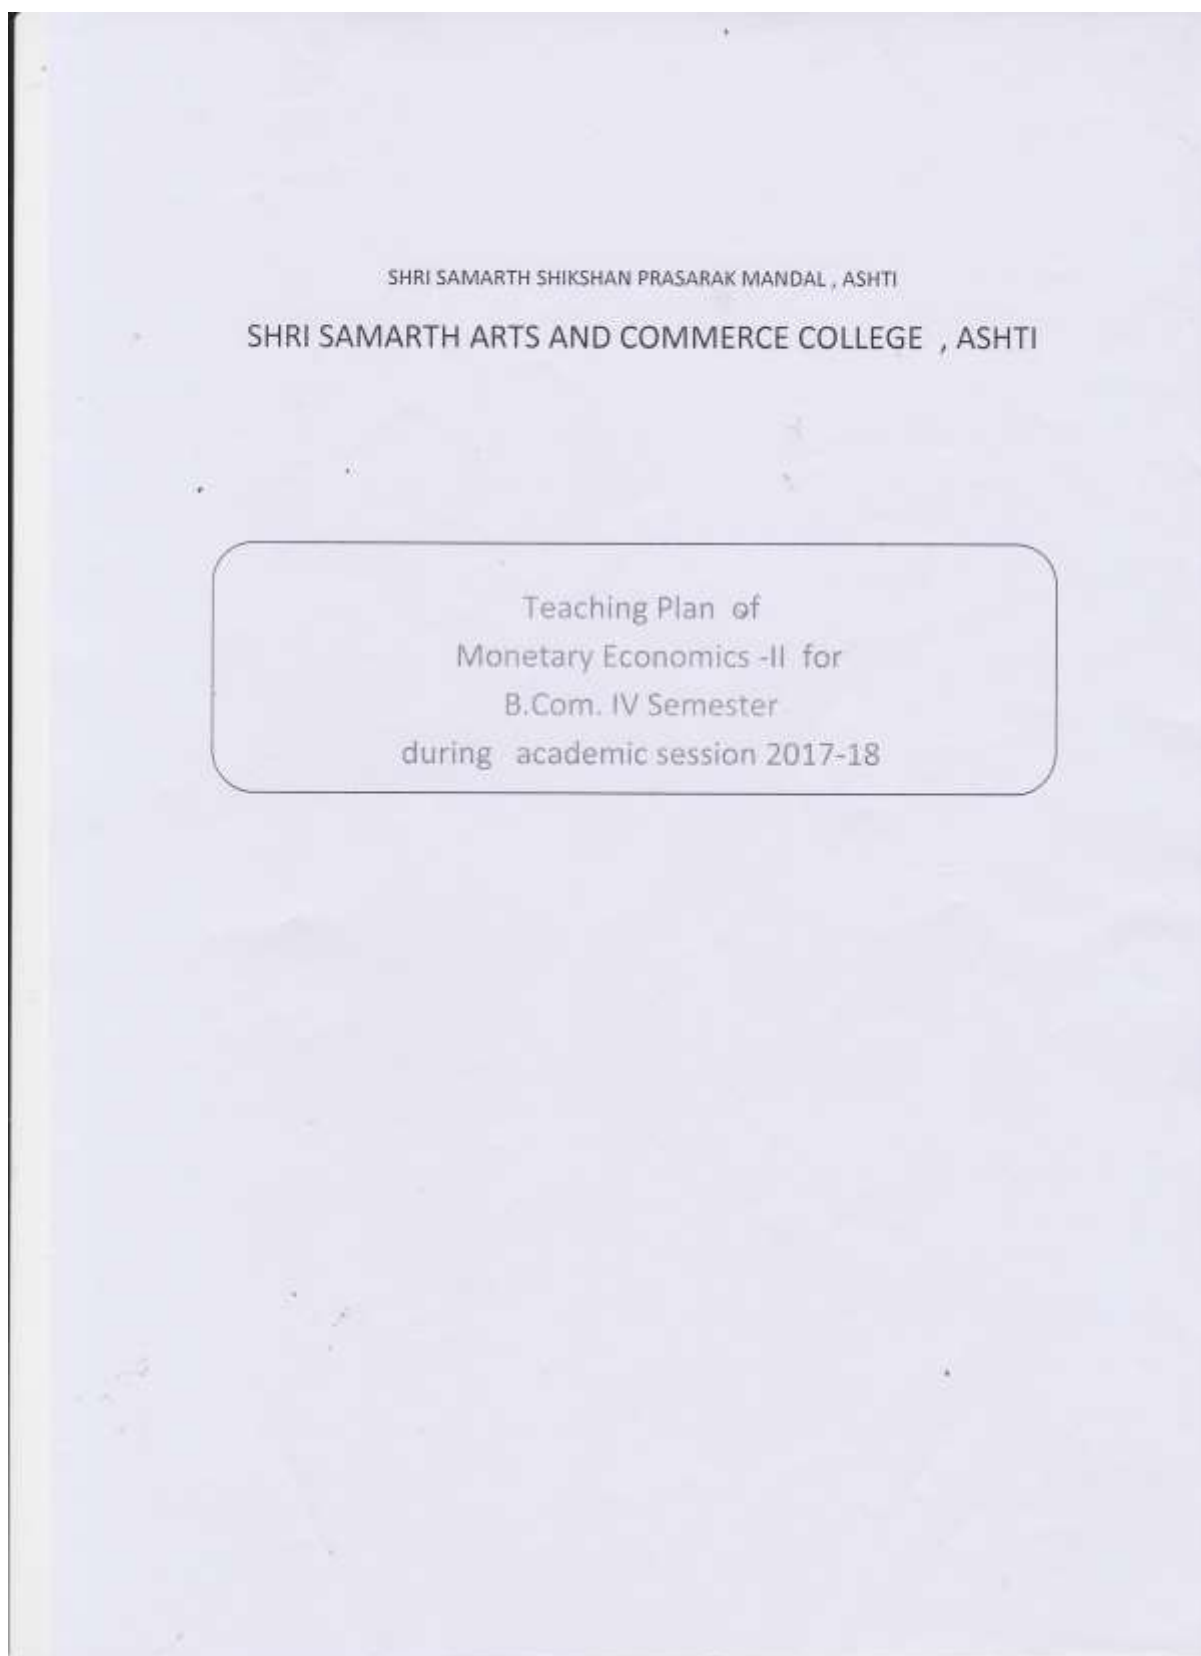 SHRI SAMARTH SHIKSHAN PRASARAK MANDAL , ASHTI
SHRI SAMARTH ARTS AND COMMERCE COLLEGE , ASHTI
Teaching Plan of
Monetary Economics -II for
B.Com. IV Semester
during academic session 2017-18